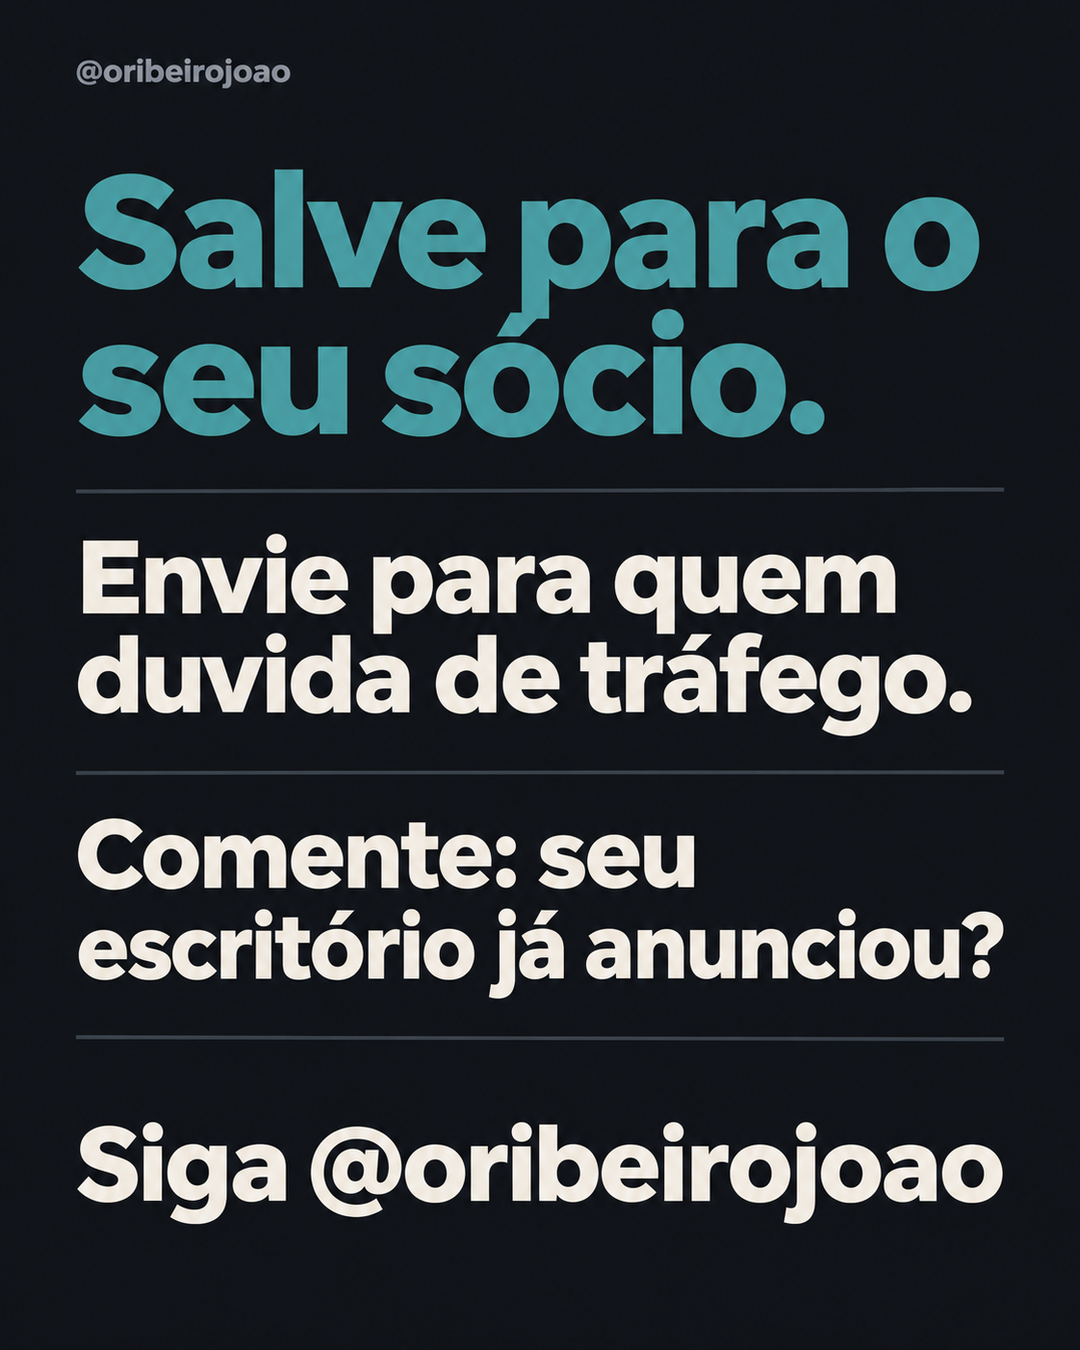 @oribeirojoao
Salve para o
seu sócio.
Envie para quem
duvida de tráfego.
Comente: seu
escritório já anunciou?
Siga @oribeirojoao